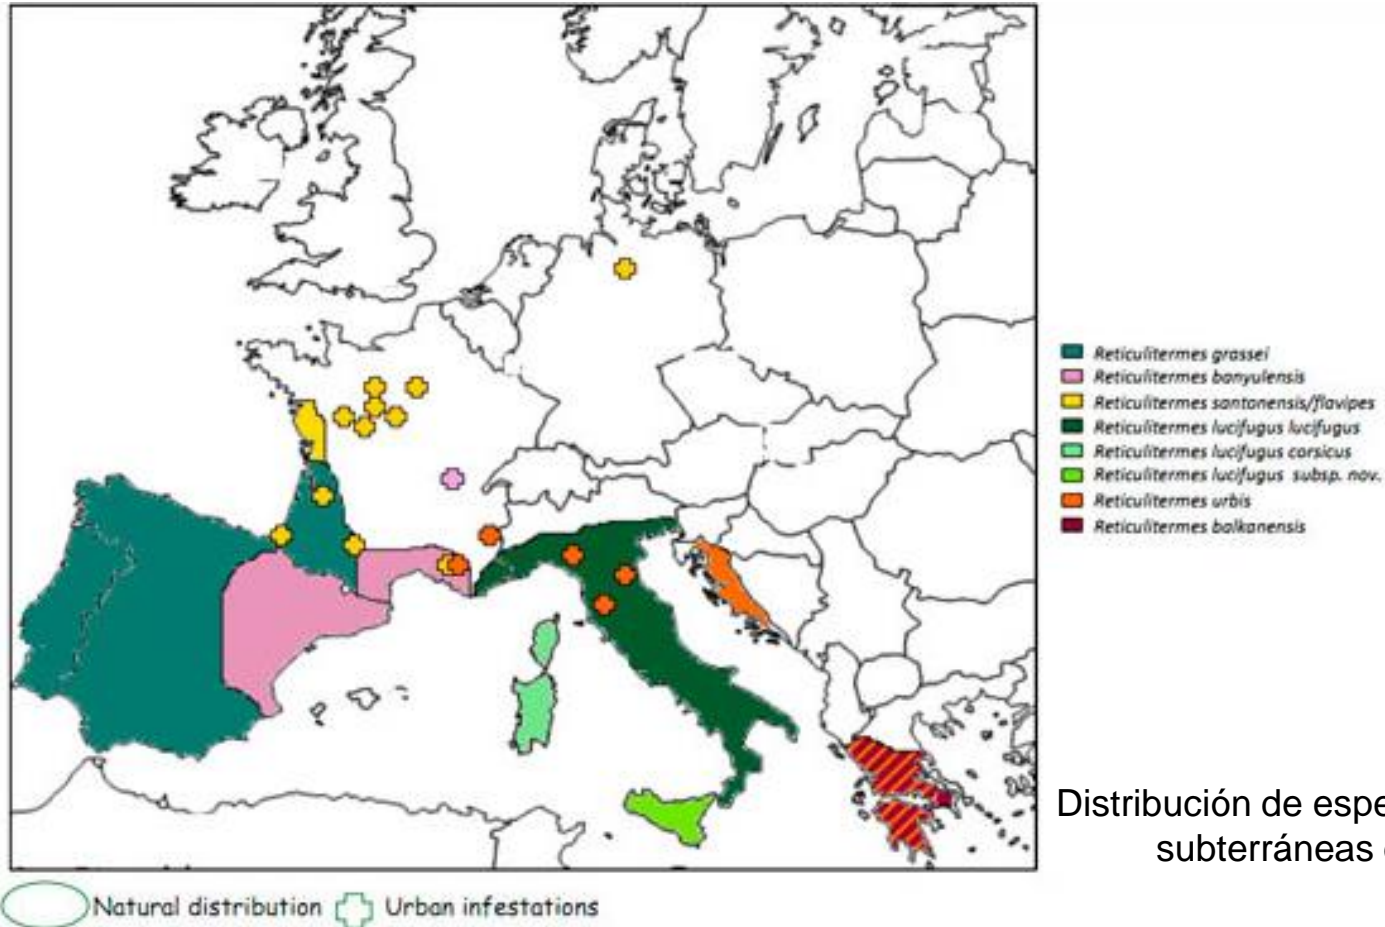 Reticulitermes grassei
Reticulitermes banyulensis
Reticulitermes santonensis/flavipes
Reticulitermes lucifugus lucifugus
Reticulitermes lucifugus corsicus
Reticulitermes lucifugus subsp. nov.
Reticulitermes urbis
Reticulitermes balkanensis
Distribución de espe
subterráneas
Natural distribution
Urban infestations